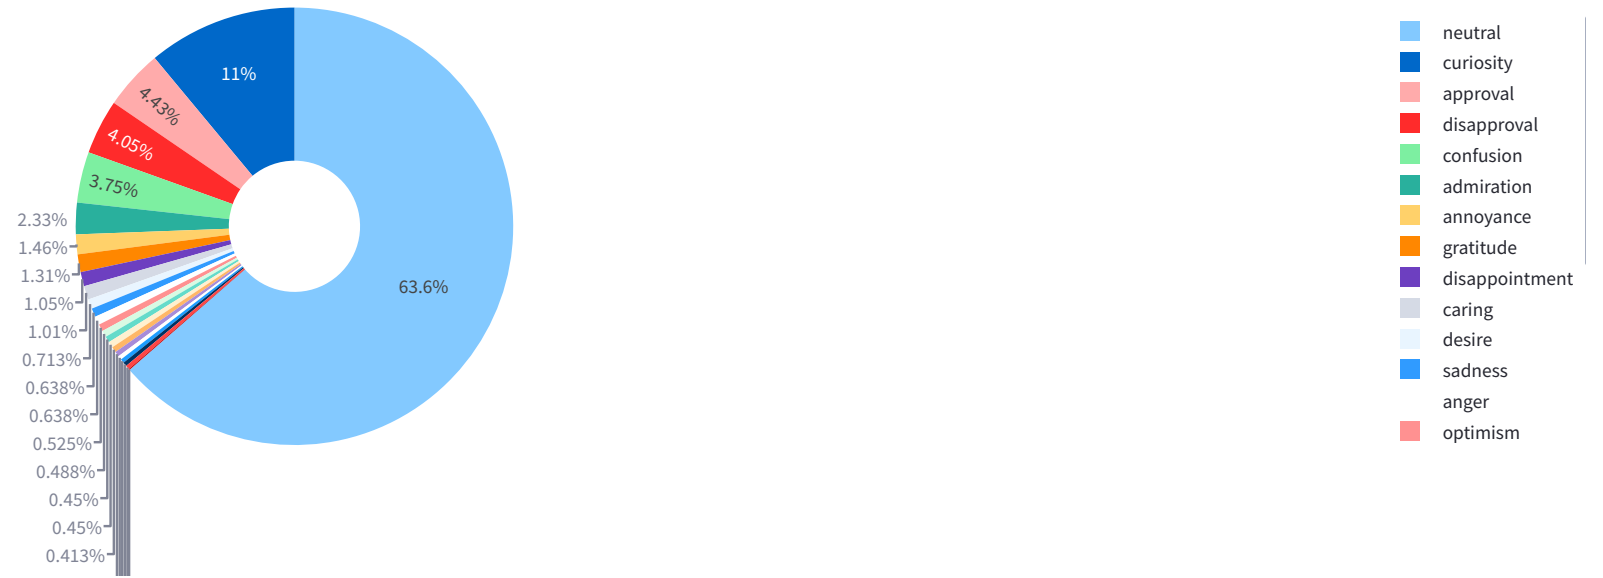 11%
4.43%
4.05%
3.75%
2.33%
1.46%
1.31%
1.05%
1.01%
0.713%
0.638%
0.638%
0.525%
0.488%
0.45%
0.45%
0.413%
63.6%
neutral
curiosity
approval
disapproval
confusion
admiration
annoyance
gratitude
disappointment
caring
desire
sadness
anger
optimism